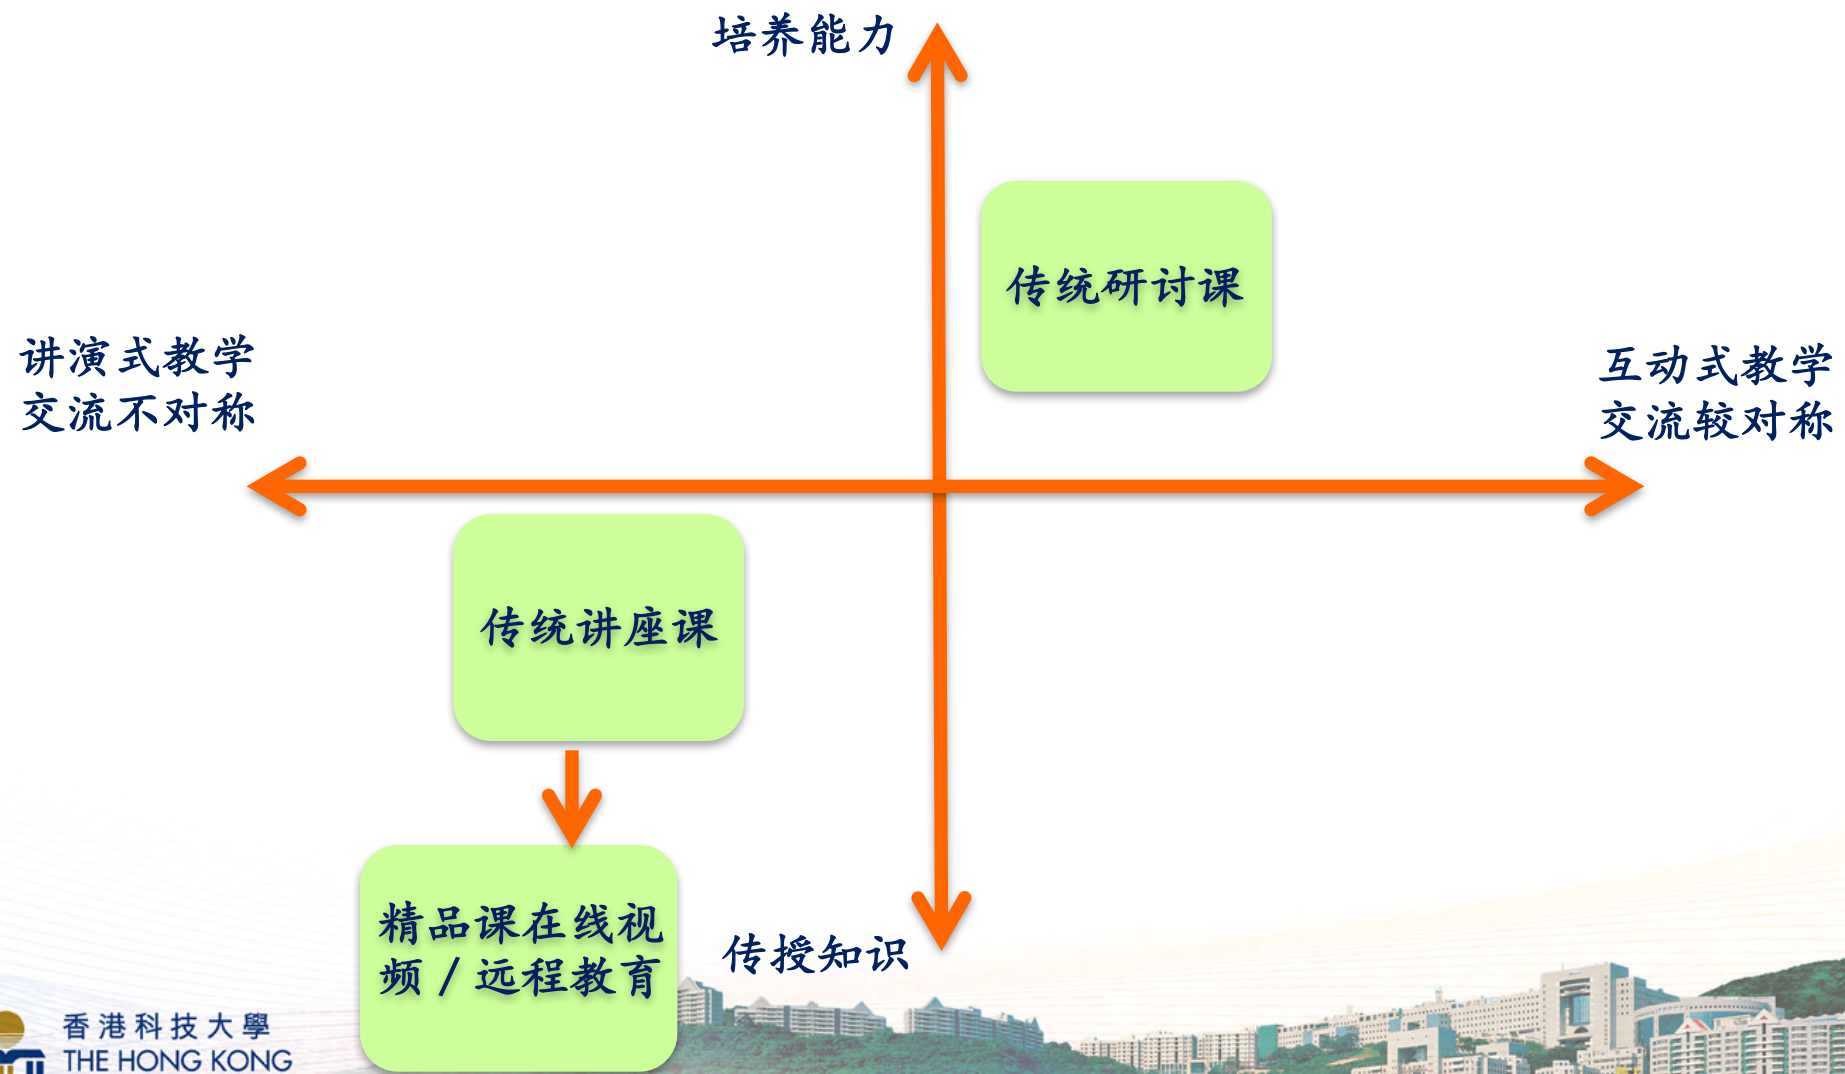 培养能力
传统研讨课
讲演式教学
交流不对称
互动式教学
交流较对称
传统讲座课
精品课在线视
频／远程教育
传授知识
香港科技大學
THE HONG KONG